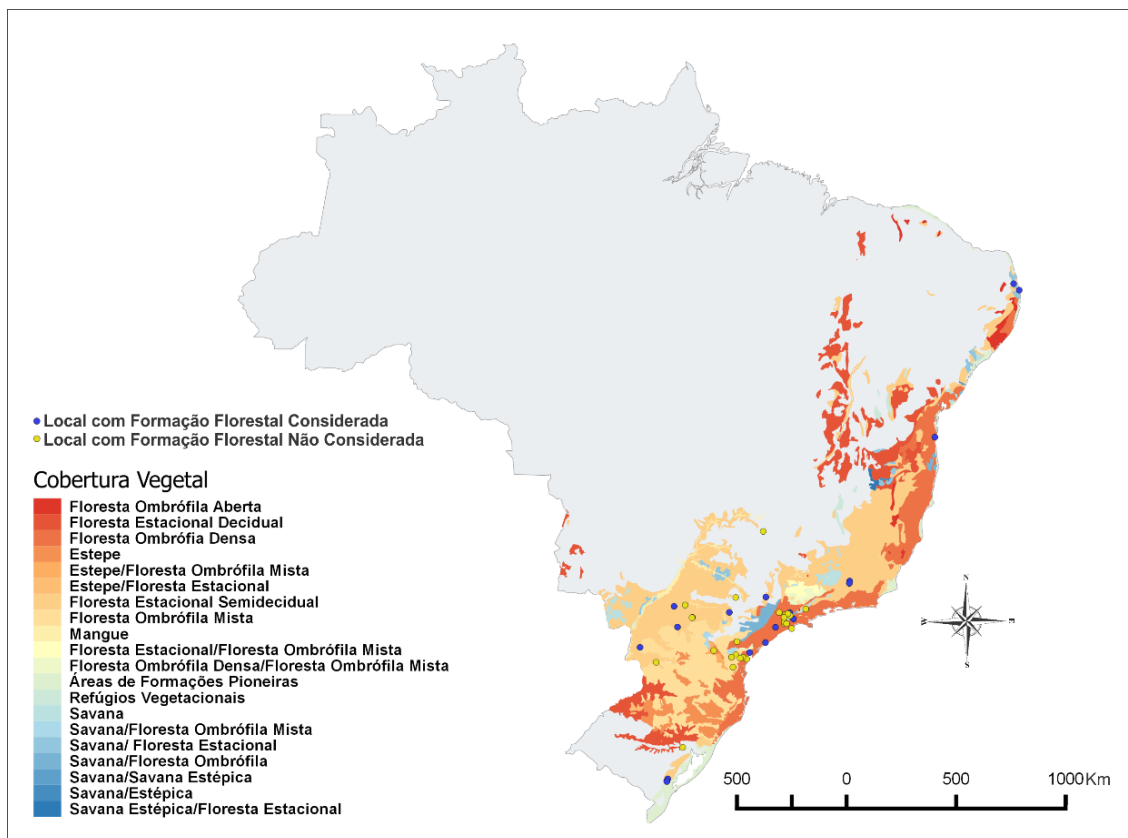 Local com Formação Florestal Considerada
Local com Formação Florestal Não Considerada
Cobertura Vegetal
Floresta Ombrófila Aberta
Floresta Estacional Decidual
Floresta Ombrófia Densa
Estepe
Estepe/Floresta Ombrófila Mista
Estepe/Floresta Estacional
Floresta Estacional Semidecidual
Floresta Ombrófila Mista
Mangue
Floresta Estacional/Floresta Ombrófila Mista
Floresta Ombrófila Densa/Floresta Ombrófila Mista
Áreas de Formações Pioneiras
Refúgios Vegetacionais
Savana
Savana/Floresta Ombrófila Mista
Savana/ Floresta Estacional
Savana/Floresta Ombrófila
Savana/Savana Estépica
Savana/Estépica
Savana Estépica/Floresta Estacional
N
W E
S
500 0 500 1000 Km